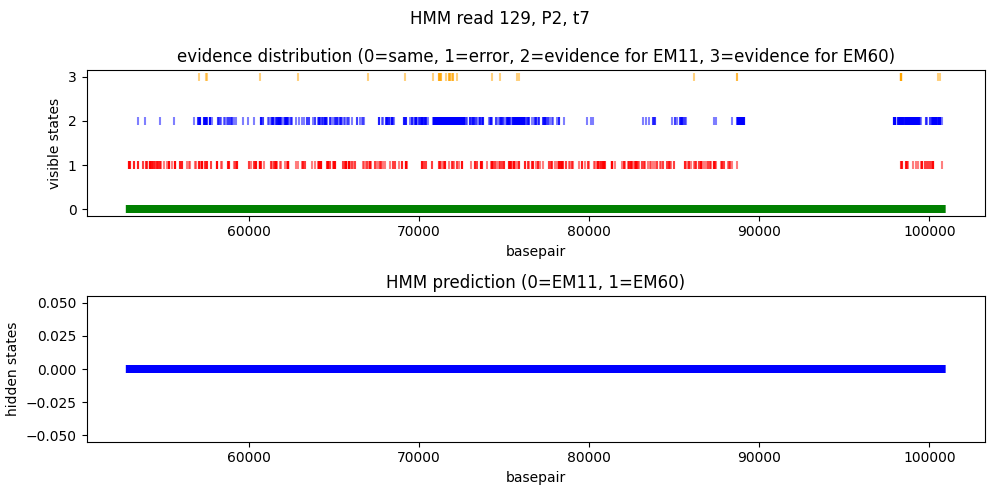 HMM read 129, P2, t7
evidence distribution (0=same, 1=error, 2=evidence for EM11, 3=evidence for EM60)
visible states
3
2
1
0
60000 70000 80000 90000 100000
basepair
HMM prediction (0=EM11, 1=EM60)
hidden states
0.050
0.025
0.000
−0.025
−0.050
60000 70000 80000 90000 100000
basepair